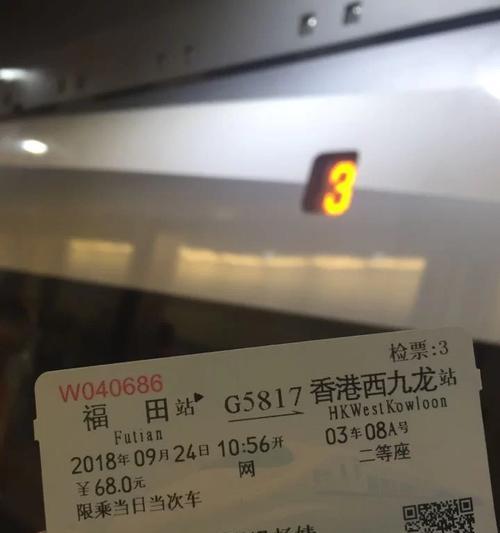 3
检票:3
W040686
福田站 G5817 香港西九龙站
Futian HKWestKowloon
2018年09月24日 10:56开 03车08A号
¥68.0元 网 二等座
限乘当日当次车